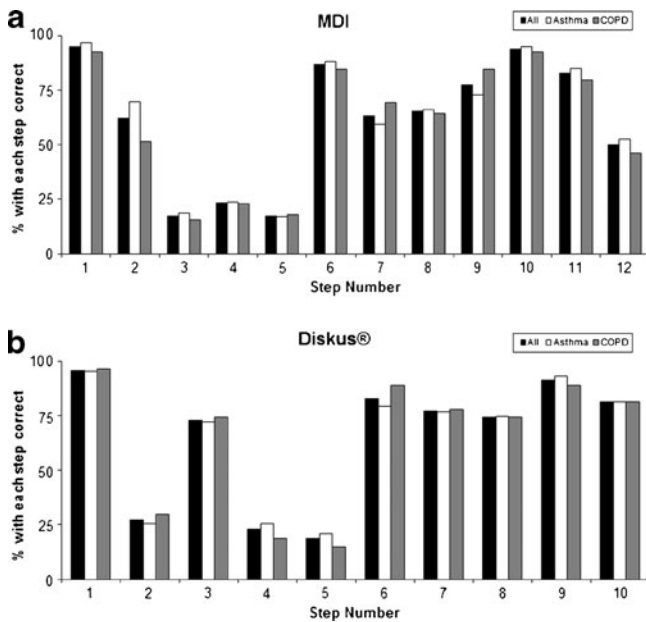 a
MDI
All Asthma COPD
100
75
50
25
0
% with each step correct
1 2 3 4 5 6 7 8 9 10 11 12
Step Number
b
Diskus®
All Asthma COPD
100
75
50
25
0
% with each step correct
1 2 3 4 5 6 7 8 9 10
Step Number